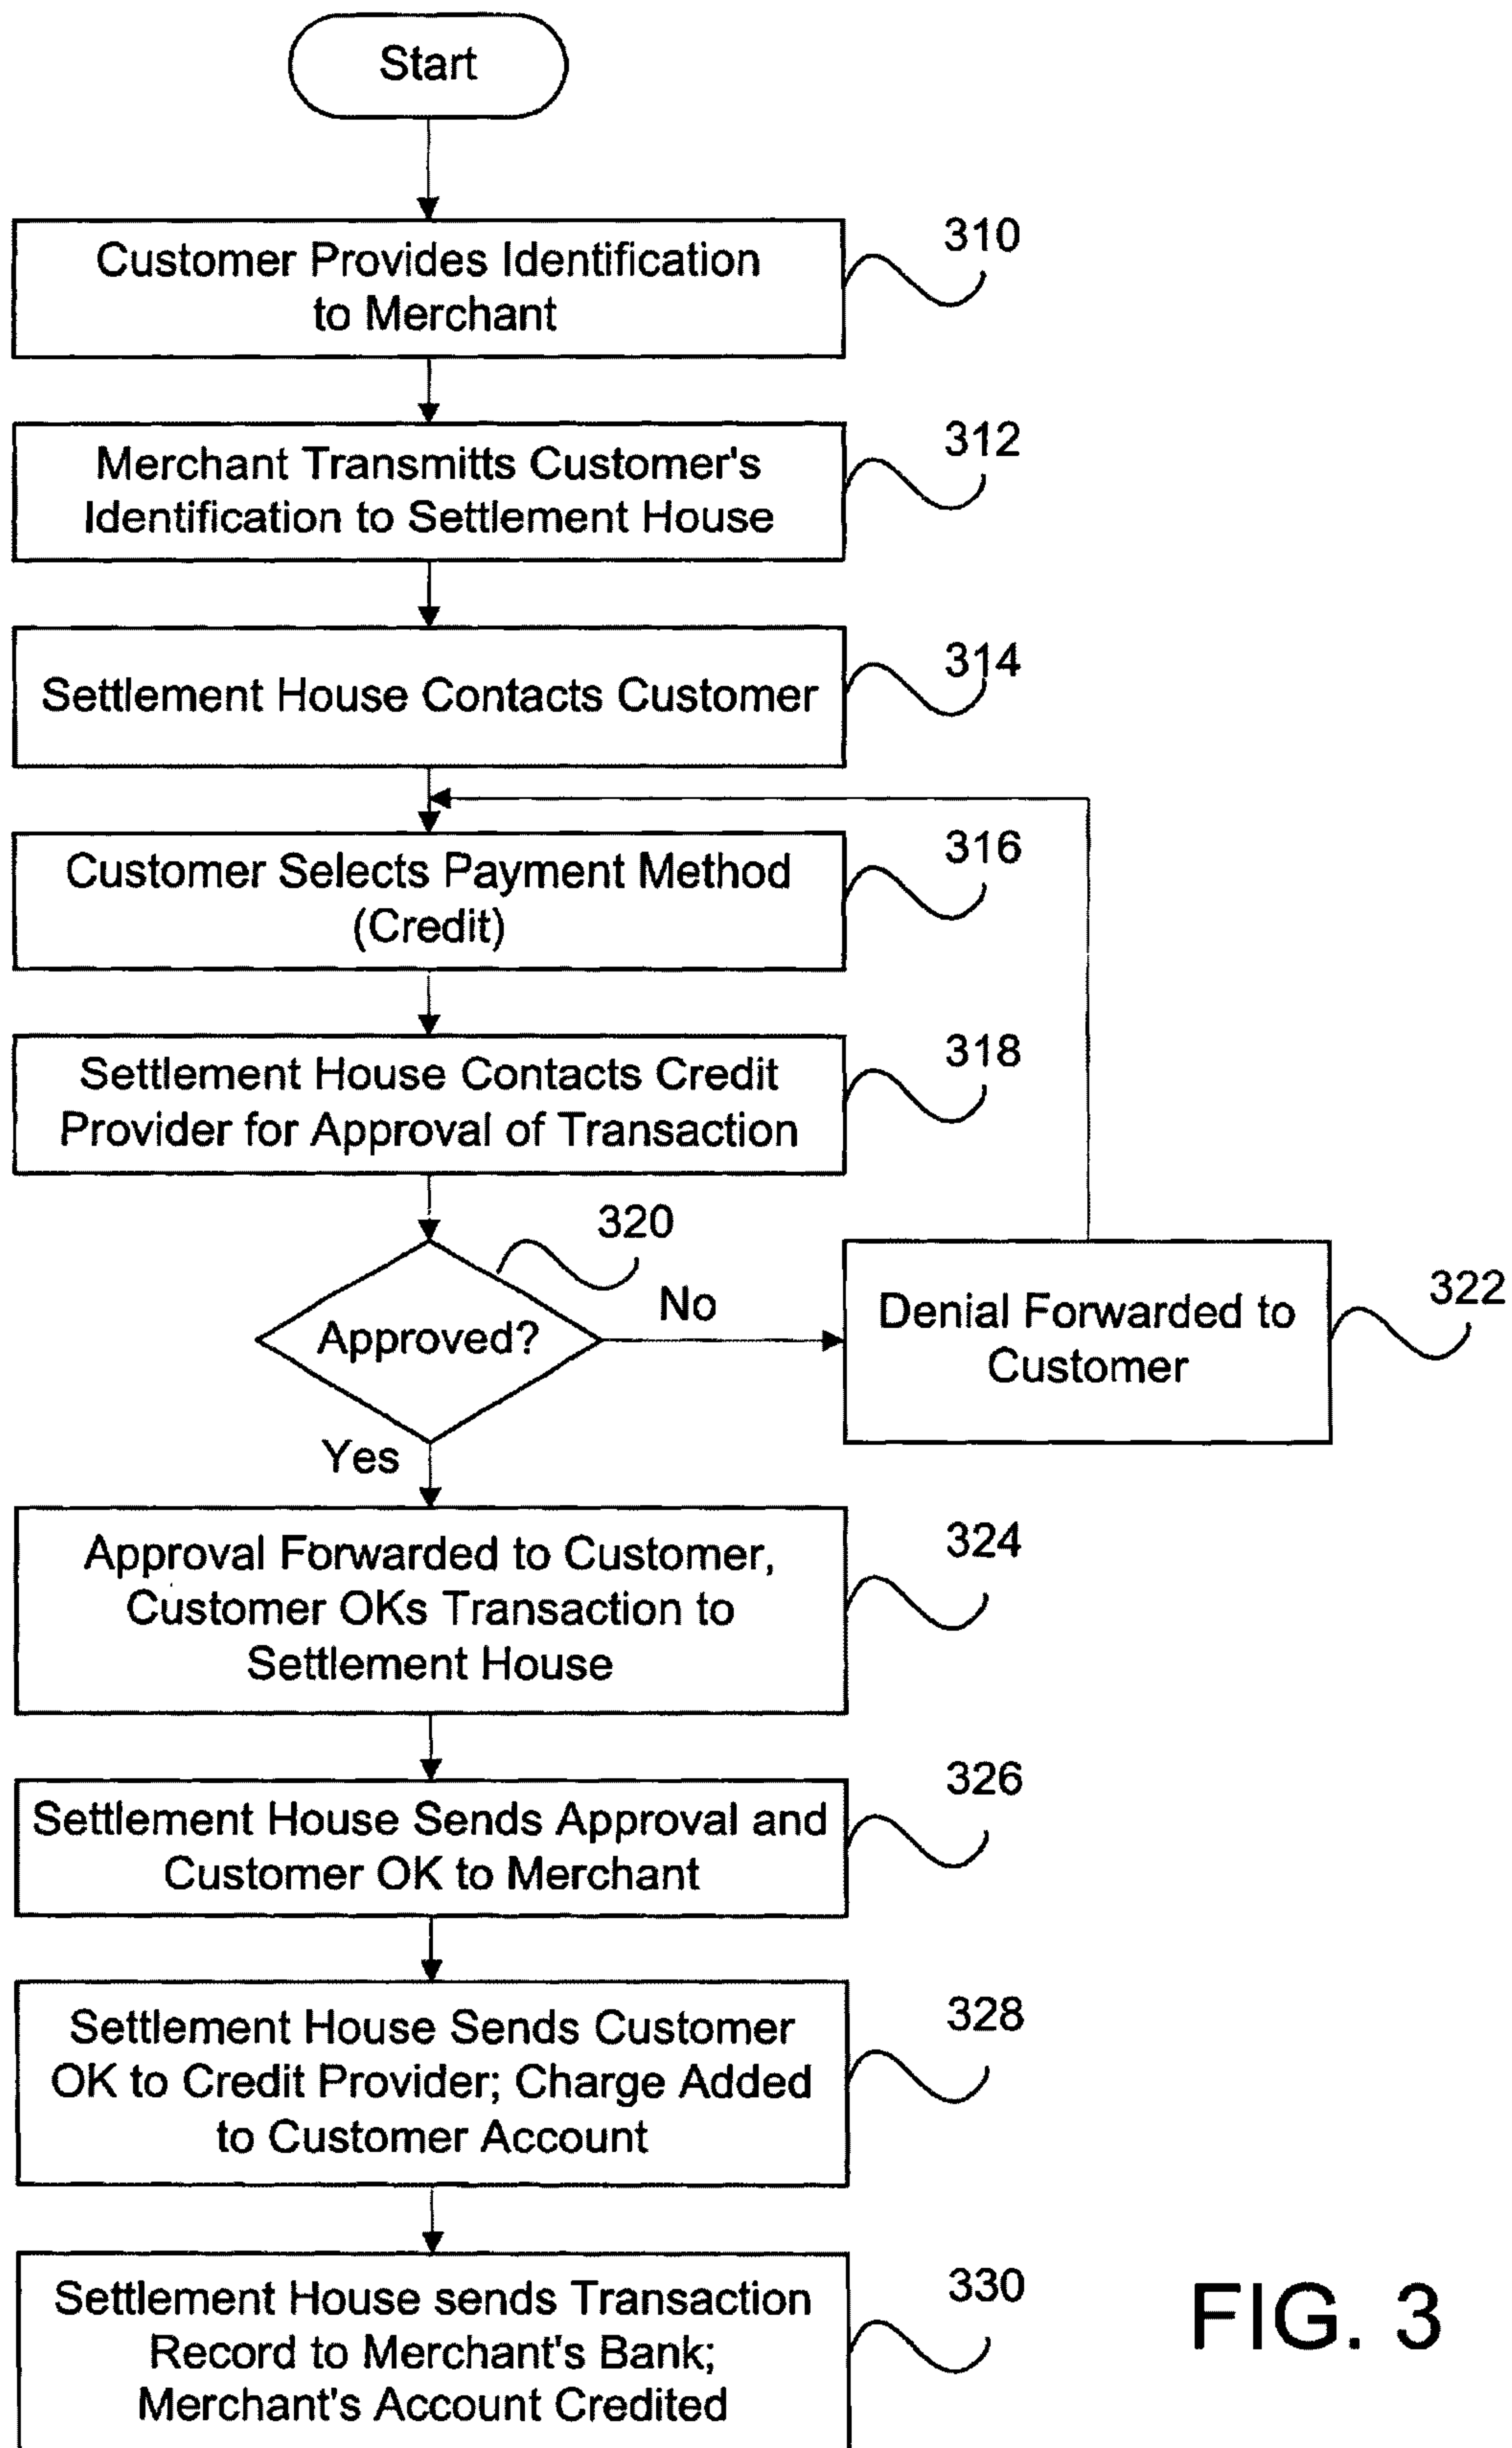 Start
Customer Provides Identification
to Merchant
310
Merchant Transmitts Customer's
Identification to Settlement House
312
Settlement House Contacts Customer
314
Customer Selects Payment Method
(Credit)
316
Settlement House Contacts Credit
Provider for Approval of Transaction
318
320
Approved?
No
Denial Forwarded to
Customer
322
Yes
Approval Forwarded to Customer,
Customer OKs Transaction to
Settlement House
324
Settlement House Sends Approval and
Customer OK to Merchant
326
Settlement House Sends Customer
OK to Credit Provider; Charge Added
to Customer Account
328
Settlement House sends Transaction
Record to Merchant's Bank;
Merchant's Account Credited
330
FIG. 3